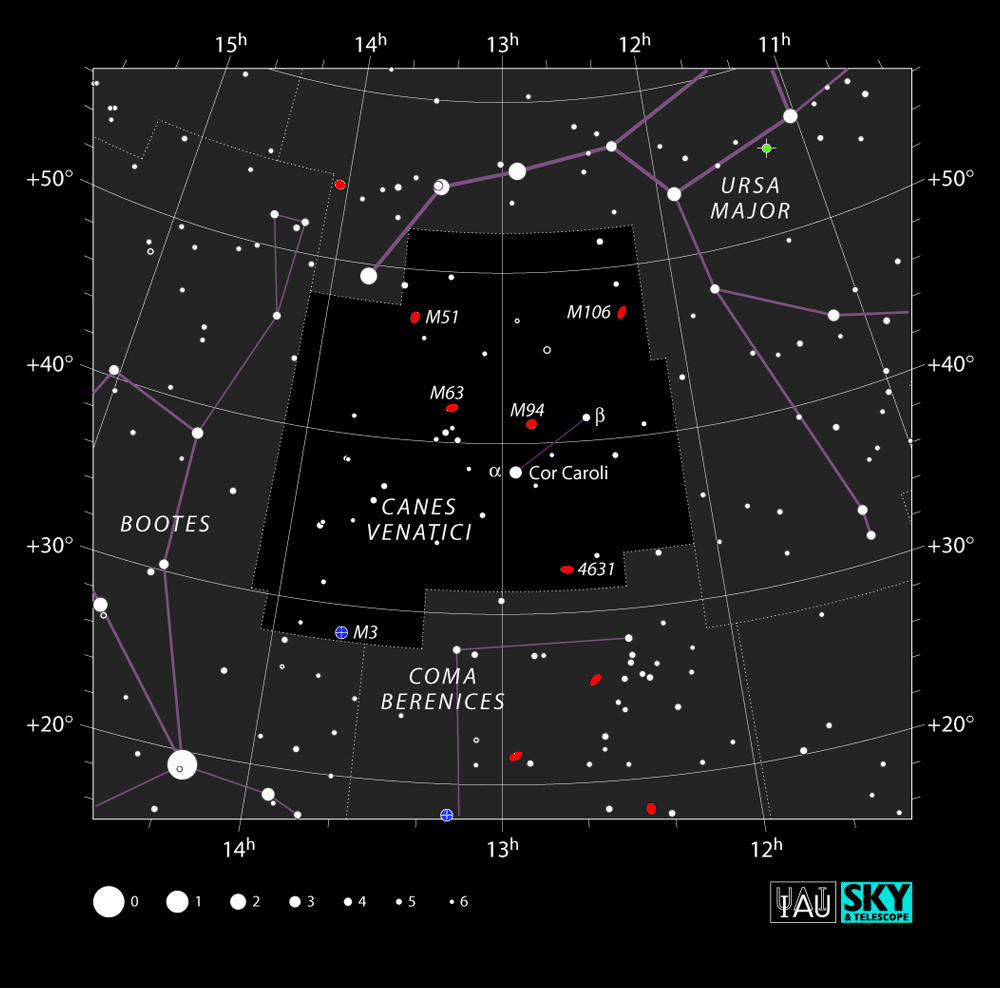 15h 14h 13h 12h 11h
+50° +50°
URSA
MAJOR
M51 M106
+40° +40°
M63
M94
β
α Cor Caroli
CANES
VENATICI
BOOTES
+30° +30°
4631
M3
COMA
BERENICES
+20° +20°
14h 13h 12h
0 1 2 3 4 5 6
IAU
SKY
& TELESCOPE